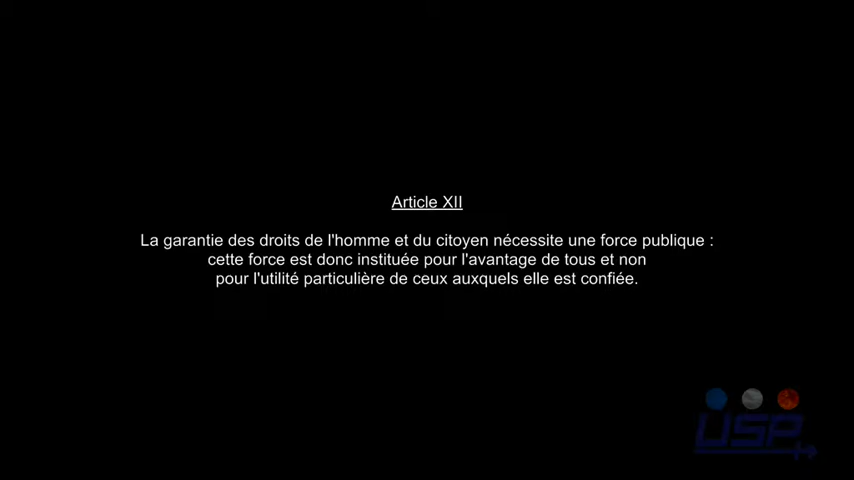 Article XII
La garantie des droits de l'homme et du citoyen nécessite une force publique :
cette force est donc instituée pour l'avantage de tous et non
pour l'utilité particulière de ceux auxquels elle est confiée.
USP